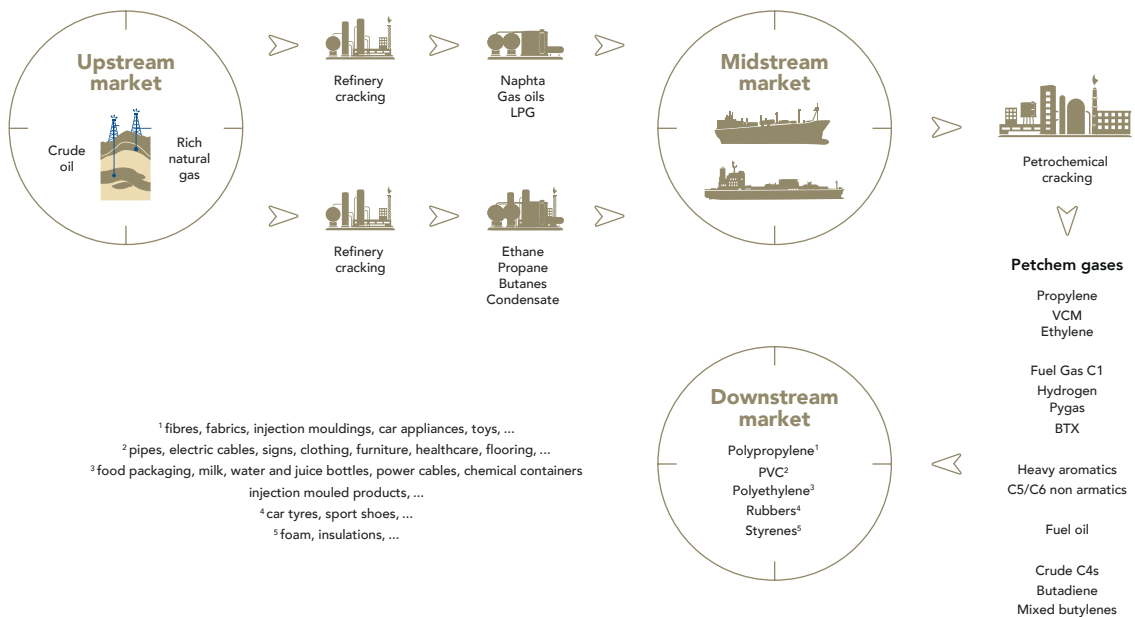 Upstream
market
Crude
oil
Rich
natural
gas
Refinery
cracking
Naphta
Gas oils
LPG
Refinery
cracking
Ethane
Propane
Butanes
Condensate
Midstream
market
Petrochemical
cracking
Petchem gases
Propylene
VCM
Ethylene
Fuel Gas C1
Hydrogen
Pygas
BTX
Heavy aromatics
C5/C6 non armatics
Fuel oil
Crude C4s
Butadiene
Mixed butylenes
Downstream
market
Polypropylene¹
PVC²
Polyethylene³
Rubbers⁴
Styrenes⁵
¹ fibres, fabrics, injection mouldings, car appliances, toys, ...
² pipes, electric cables, signs, clothing, furniture, healthcare, flooring, ...
³ food packaging, milk, water and juice bottles, power cables, chemical containers
injection mouled products, ...
⁴ car tyres, sport shoes, ...
⁵ foam, insulations, ...